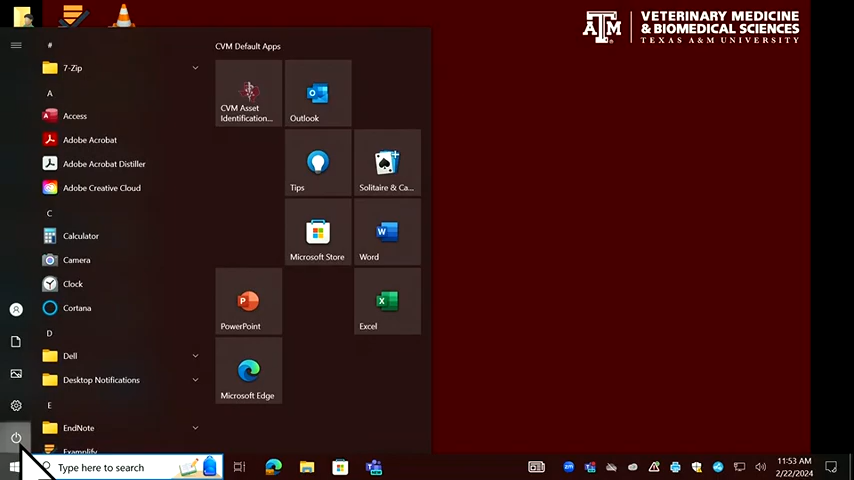 VETERINARY MEDICINE
& BIOMEDICAL SCIENCES
TEXAS A&M UNIVERSITY
#
7-Zip
A
Access
Adobe Acrobat
Adobe Acrobat Distiller
Adobe Creative Cloud
C
Calculator
Camera
Clock
Cortana
D
Dell
Desktop Notifications
E
EndNote
Examplify
CVM Default Apps
CVM Asset
Identification...
Outlook
Tips
Solitaire & Ca...
Microsoft Store
Word
PowerPoint
Excel
Microsoft Edge
Type here to search
11:53 AM
2/22/2024